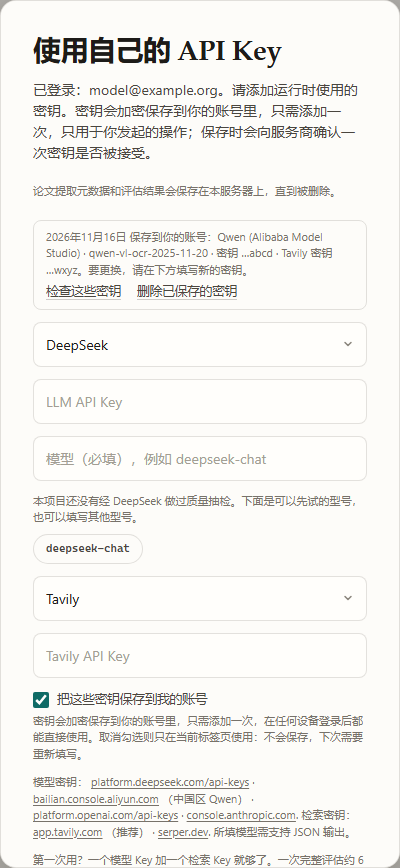 使用自己的 API Key
已登录：model@example.org。请添加运行时使用的
密钥。密钥会加密保存到你的账号里，只需添加一
次，只用于你发起的操作；保存时会向服务商确认一
次密钥是否被接受。
论文提取元数据和评估结果会保存在本服务器上，直到被删除。
2026年11月16日 保存到你的账号：Qwen (Alibaba Model
Studio) · qwen-vl-ocr-2025-11-20 · 密钥 …abcd · Tavily 密钥
…wxyz。要更换，请在下方填写新的密钥。
检查这些密钥 删除已保存的密钥
DeepSeek
LLM API Key
模型（必填），例如 deepseek-chat
本项目还没有经 DeepSeek 做过质量抽检。下面是可以先试的型号，
也可以填写其他型号。
deepseek-chat
Tavily
Tavily API Key
把这些密钥保存到我的账号
密钥会加密保存到你的账号里，只需添加一次，在任何设备登录后都
能直接使用。取消勾选则只在当前标签页使用：不会保存，下次需要
重新填写。
模型密钥： platform.deepseek.com/api-keys ·
bailian.console.aliyun.com （中国区 Qwen） ·
platform.openai.com/api-keys · console.anthropic.com. 检索密钥：
app.tavily.com （推荐） · serper.dev. 所填模型需支持 JSON 输出。
第一次用？一个模型 Key 加一个检索 Key 就够了。一次完整评估约 6